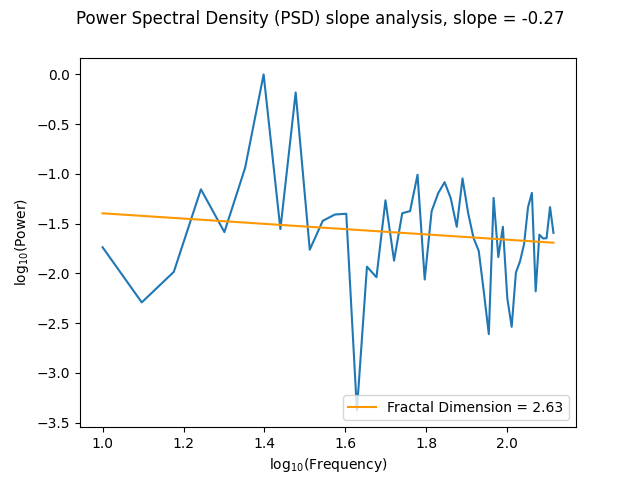 Power Spectral Density (PSD) slope analysis, slope = -0.27
0.0
−0.5
−1.0
−1.5
−2.0
−2.5
−3.0
−3.5
log₁₀(Power)
Fractal Dimension = 2.63
1.0 1.2 1.4 1.6 1.8 2.0
log₁₀(Frequency)